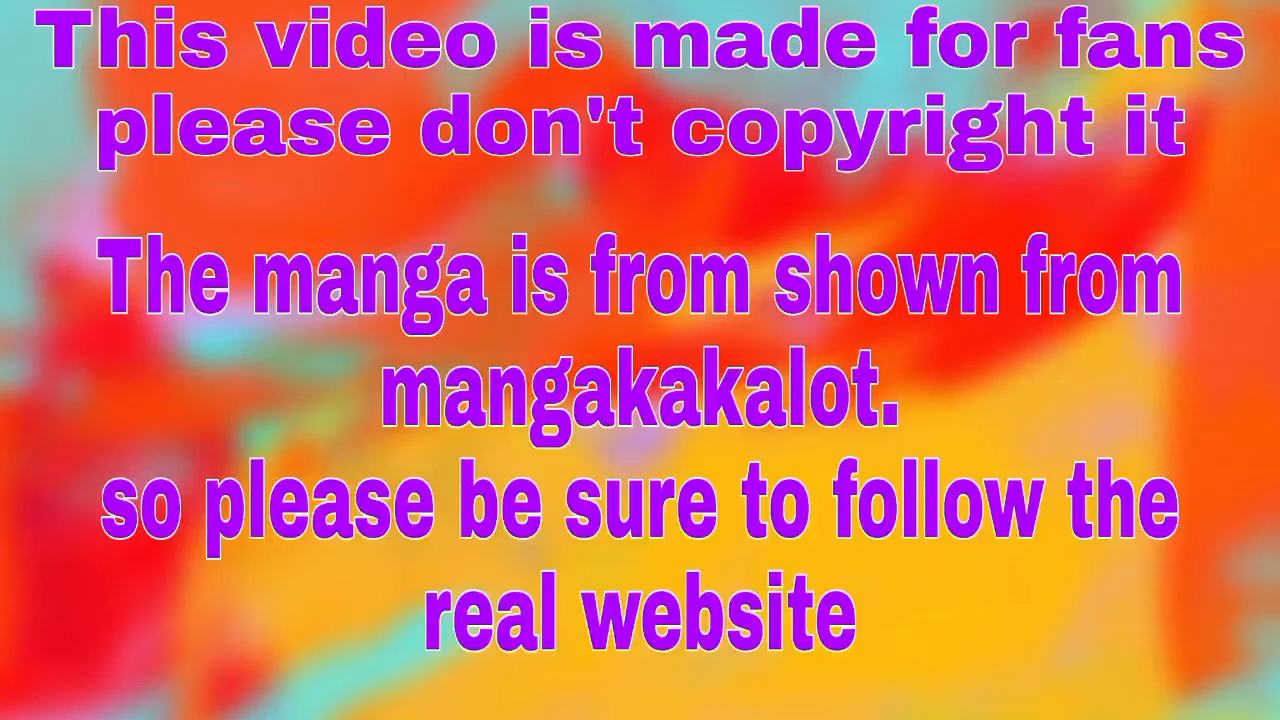 This video is made for fans
please don't copyright it
The manga is from shown from
mangakakalot.
so please be sure to follow the
real website